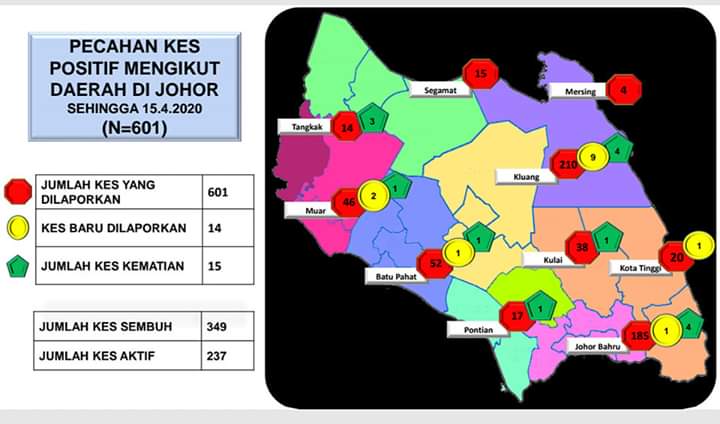 PECAHAN KES
POSITIF MENGIKUT
DAERAH DI JOHOR
SEHINGGA 15.4.2020
(N=601)
JUMLAH KES YANG DILAPORKAN 601
KES BARU DILAPORKAN 14
JUMLAH KES KEMATIAN 15
JUMLAH KES SEMBUH 349
JUMLAH KES AKTIF 237
Segamat 15
Mersing 4
Tangkak 14 3
Kluang 210 9 4
Muar 46 2 1
Batu Pahat 52 1 1
Kulai 38 1
Kota Tinggi 20 1
Pontian 17 1
Johor Bahru 185 1 4